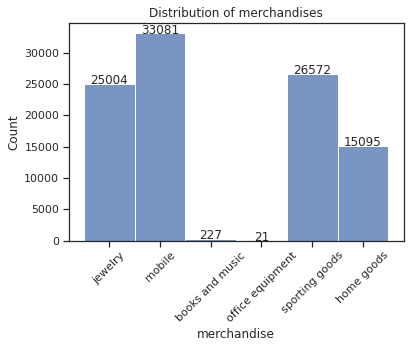 Distribution of merchandises
33081
30000
26572
25004
25000
20000
15095
15000
10000
5000
227
21
0
Count
jewelry
mobile
books and music
office equipment
sporting goods
home goods
merchandise